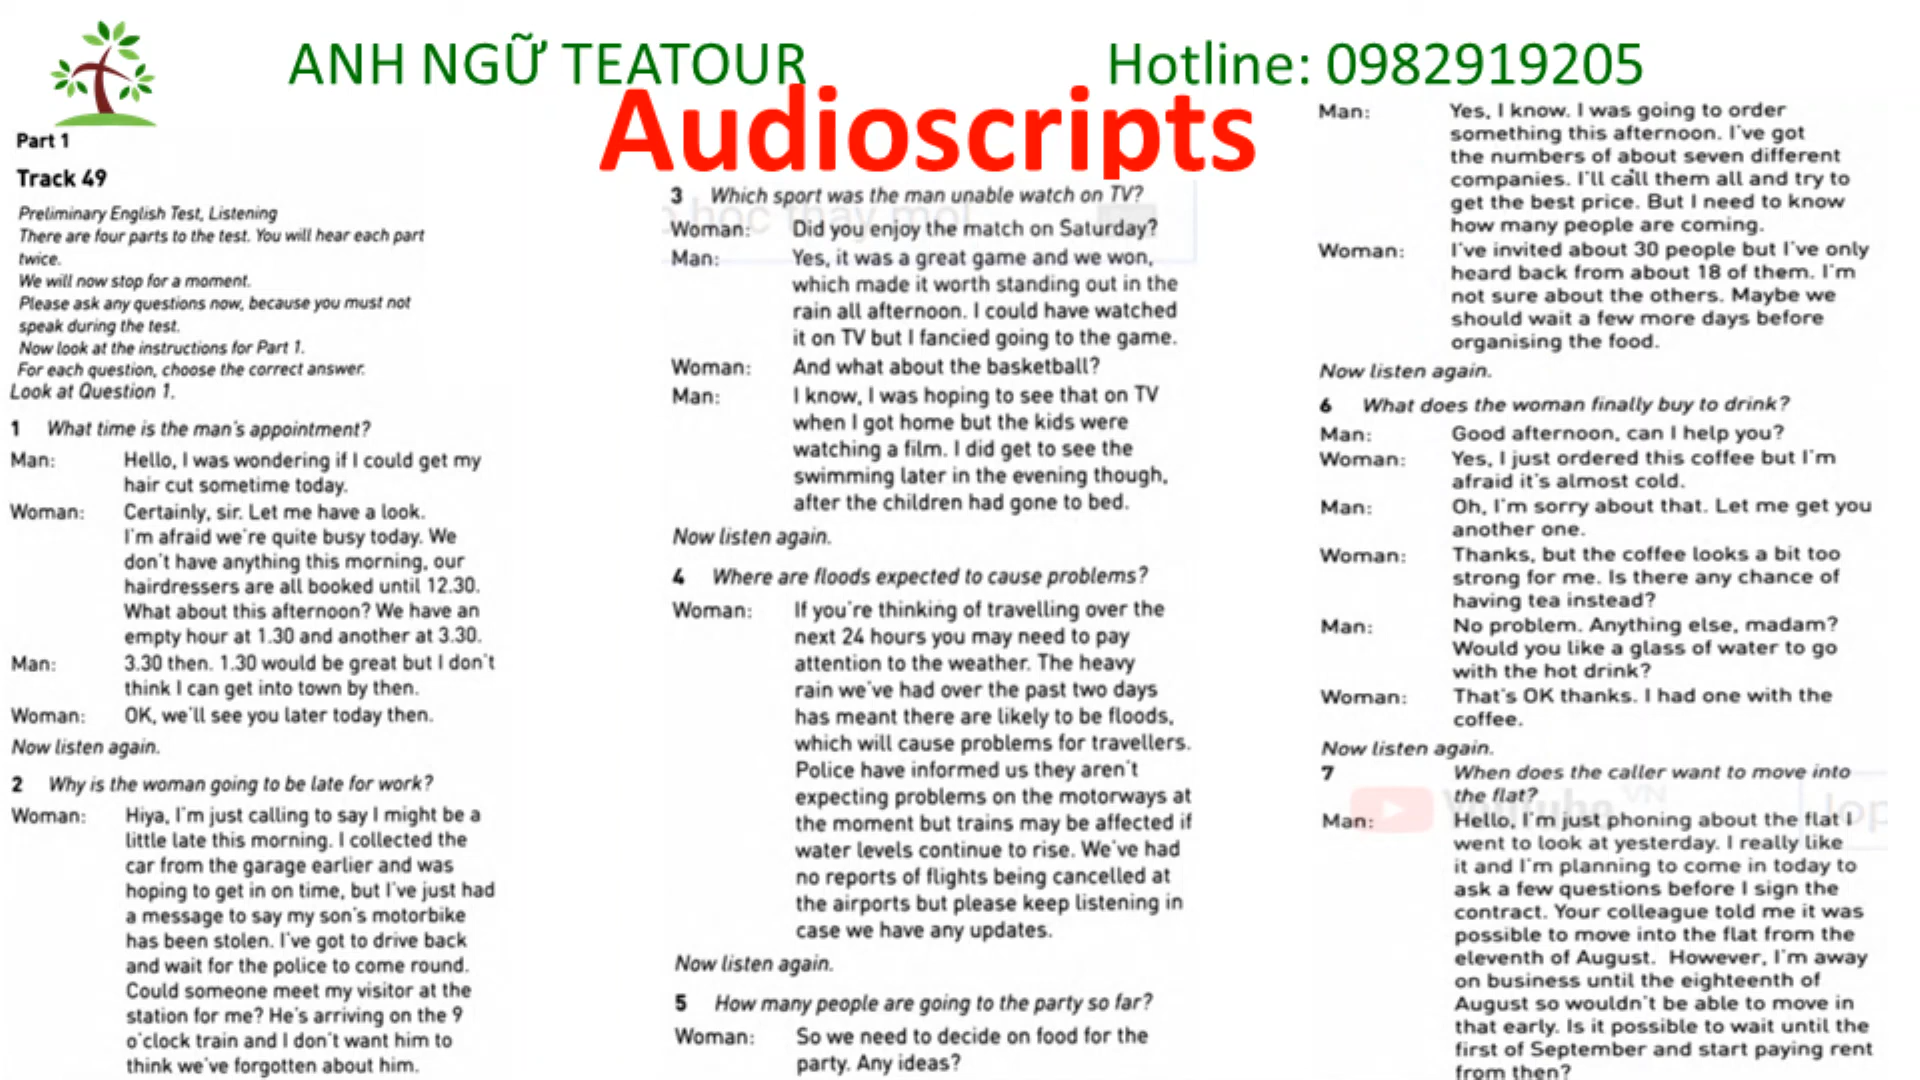 ANH NGỮ TEATOUR
Hotline: 0982919205
Audioscripts
Part 1
Track 49
Preliminary English Test, Listening
There are four parts to the test. You will hear each part
twice.
We will now stop for a moment.
Please ask any questions now, because you must not
speak during the test.
Now look at the instructions for Part 1.
For each question, choose the correct answer.
Look at Question 1.
1 What time is the man's appointment?
Man: Hello, I was wondering if I could get my
hair cut sometime today.
Woman: Certainly, sir. Let me have a look.
I'm afraid we're quite busy today. We
don't have anything this morning, our
hairdressers are all booked until 12.30.
What about this afternoon? We have an
empty hour at 1.30 and another at 3.30.
Man: 3.30 then. 1.30 would be great but I don't
think I can get into town by then.
Woman: OK, we'll see you later today then.
Now listen again.
2 Why is the woman going to be late for work?
Woman: Hiya, I'm just calling to say I might be a
little late this morning. I collected the
car from the garage earlier and was
hoping to get in on time, but I've just had
a message to say my son's motorbike
has been stolen. I've got to drive back
and wait for the police to come round.
Could someone meet my visitor at the
station for me? He's arriving on the 9
o'clock train and I don't want him to
think we've forgotten about him.
3 Which sport was the man unable watch on TV?
Woman: Did you enjoy the match on Saturday?
Man: Yes, it was a great game and we won,
which made it worth standing out in the
rain all afternoon. I could have watched
it on TV but I fancied going to the game.
Woman: And what about the basketball?
Man: I know, I was hoping to see that on TV
when I got home but the kids were
watching a film. I did get to see the
swimming later in the evening though,
after the children had gone to bed.
Now listen again.
4 Where are floods expected to cause problems?
Woman: If you're thinking of travelling over the
next 24 hours you may need to pay
attention to the weather. The heavy
rain we've had over the past two days
has meant there are likely to be floods,
which will cause problems for travellers.
Police have informed us they aren't
expecting problems on the motorways at
the moment but trains may be affected if
water levels continue to rise. We've had
no reports of flights being cancelled at
the airports but please keep listening in
case we have any updates.
Now listen again.
5 How many people are going to the party so far?
Woman: So we need to decide on food for the
party. Any ideas?
Man: Yes, I know. I was going to order
something this afternoon. I've got
the numbers of about seven different
companies. I'll call them all and try to
get the best price. But I need to know
how many people are coming.
Woman: I've invited about 30 people but I've only
heard back from about 18 of them. I'm
not sure about the others. Maybe we
should wait a few more days before
organising the food.
Now listen again.
6 What does the woman finally buy to drink?
Man: Good afternoon, can I help you?
Woman: Yes, I just ordered this coffee but I'm
afraid it's almost cold.
Man: Oh, I'm sorry about that. Let me get you
another one.
Woman: Thanks, but the coffee looks a bit too
strong for me. Is there any chance of
having tea instead?
Man: No problem. Anything else, madam?
Would you like a glass of water to go
with the hot drink?
Woman: That's OK thanks. I had one with the
coffee.
Now listen again.
7 When does the caller want to move into
the flat?
Man: Hello, I'm just phoning about the flat I
went to look at yesterday. I really like
it and I'm planning to come in today to
ask a few questions before I sign the
contract. Your colleague told me it was
possible to move into the flat from the
eleventh of August. However, I'm away
on business until the eighteenth of
August so wouldn't be able to move in
that early. Is it possible to wait until the
first of September and start paying rent
from then?